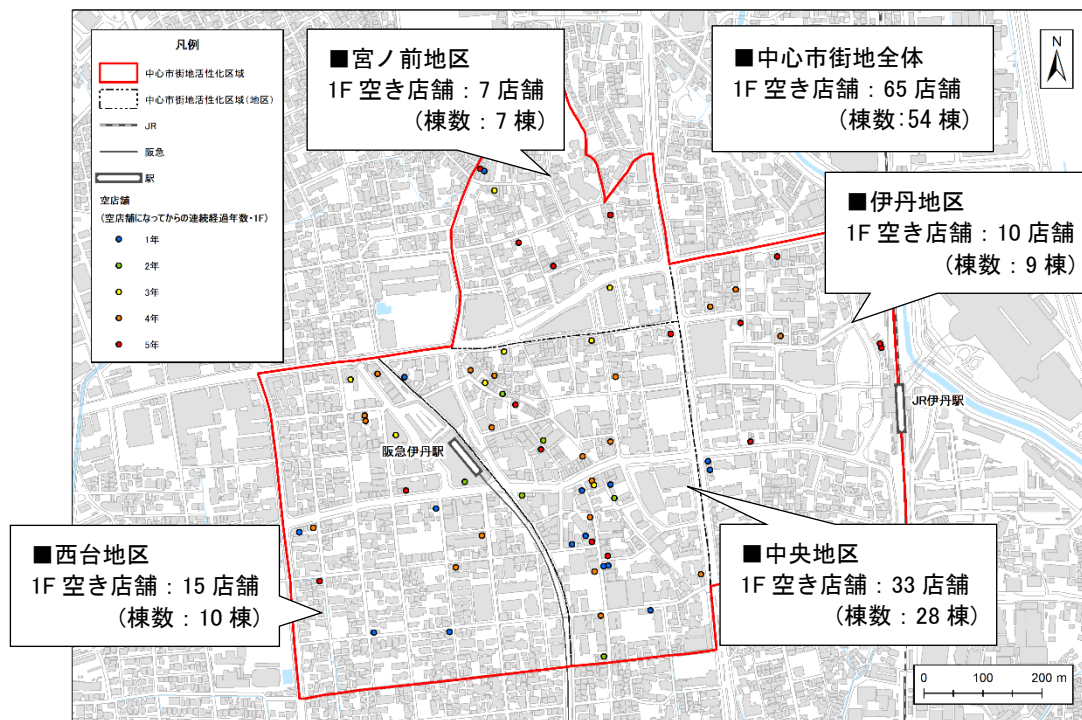 凡例
中心市街地活性化区域
中心市街地活性化区域(地区)
JR
阪急
駅
空店舗
(空店舗になってからの連続経過年数・1F)
1年
2年
3年
4年
5年
■宮ノ前地区
1F 空き店舗：7 店舗
(棟数：7 棟)
■中心市街地全体
1F 空き店舗：65 店舗
(棟数:54 棟)
N
■伊丹地区
1F 空き店舗：10 店舗
(棟数：9 棟)
JR伊丹駅
阪急伊丹駅
■西台地区
1F 空き店舗：15 店舗
(棟数：10 棟)
■中央地区
1F 空き店舗：33 店舗
(棟数：28 棟)
0 100 200 m